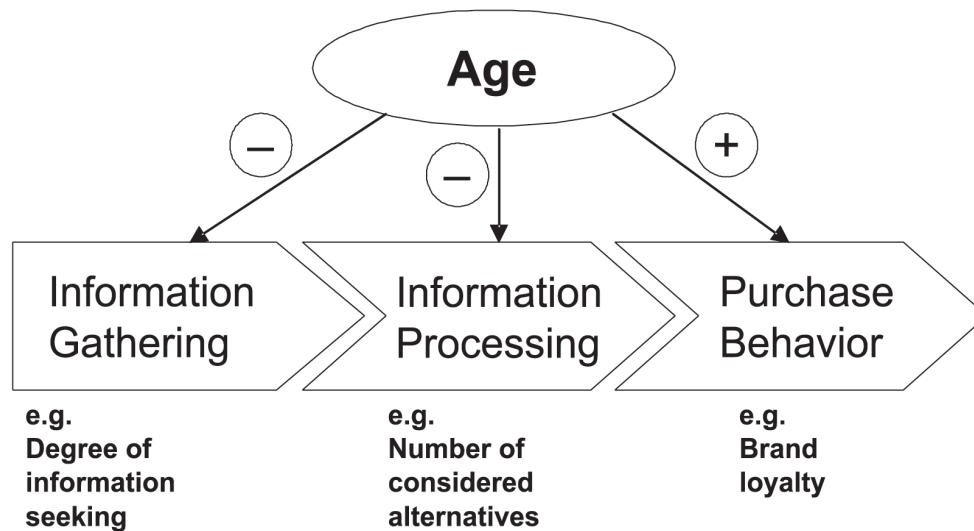 Age
–
–
+
Information
Gathering
Information
Processing
Purchase
Behavior
e.g.
Degree of
information
seeking
e.g.
Number of
considered
alternatives
e.g.
Brand
loyalty